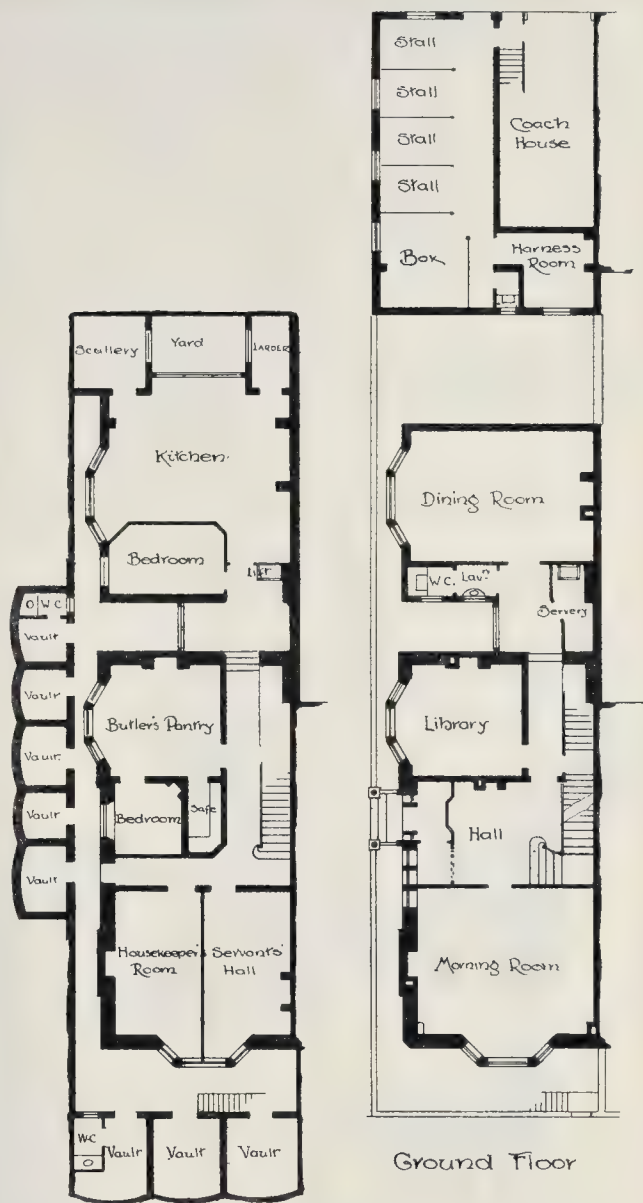 Scullery
Yard
LARDER
Kitchen.
Bedroom
Lift
O
W.C
Vault
Vault
Vault
Vault
Vault
Butler's Pantry
Bedroom
Safe
Housekeeper's
Room
Servants'
Hall
W.C
O
Vault
Vault
Vault
Stall
Stall
Stall
Stall
Box
Coach
House
Harness
Room
Dining Room
W.C.
Lavy
Servery
Library
Hall
Morning Room
Ground Floor